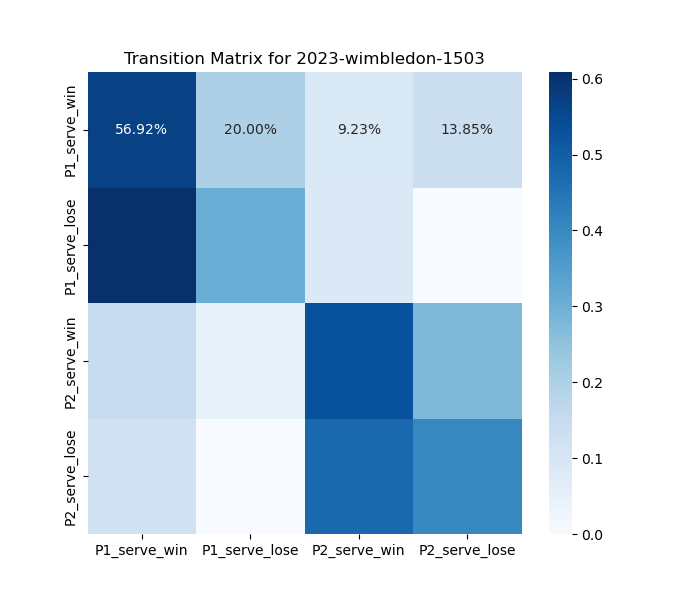 Transition Matrix for 2023-wimbledon-1503
P1_serve_win
56.92% 20.00% 9.23% 13.85%
P1_serve_lose
P2_serve_win
P2_serve_lose
P1_serve_win P1_serve_lose P2_serve_win P2_serve_lose
0.6
0.5
0.4
0.3
0.2
0.1
0.0